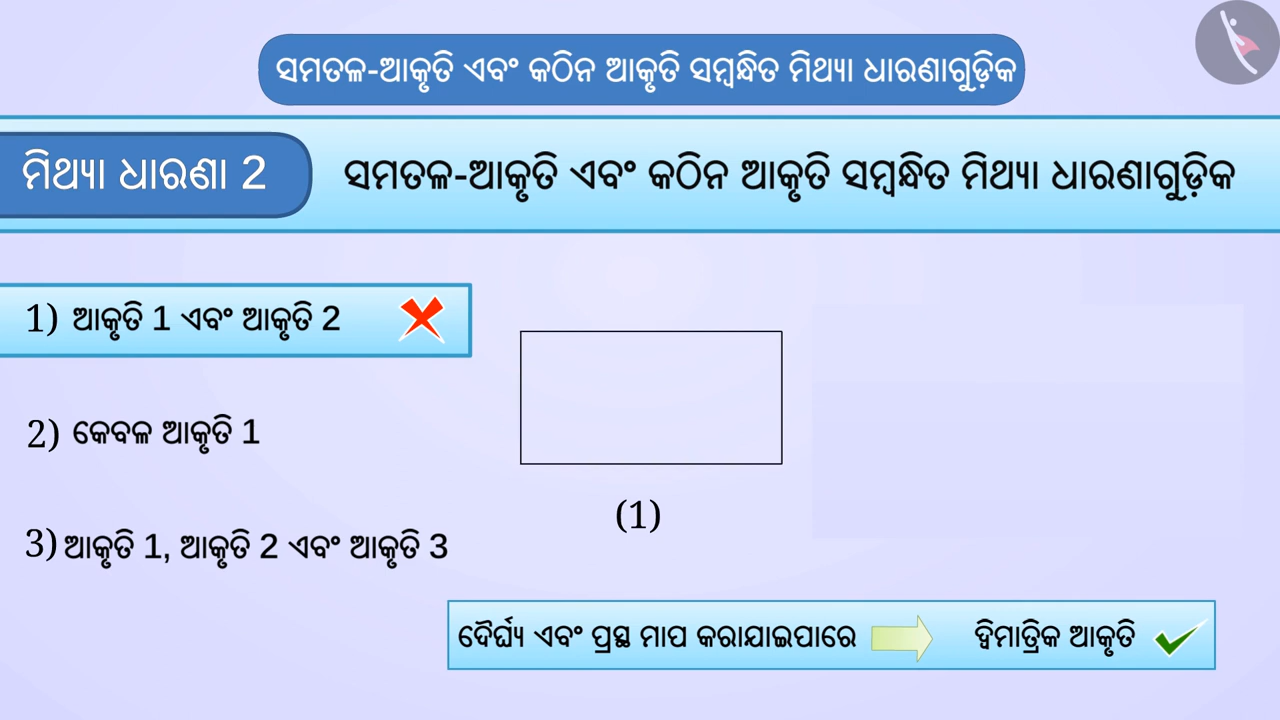 ସମତଳ-ଆକୃତି ଏବଂ କଠିନ ଆକୃତି ସମ୍ବନ୍ଧିତ ମିଥ୍ୟା ଧାରଣାଗୁଡ଼ିକ
ମିଥ୍ୟା ଧାରଣା 2
ସମତଳ-ଆକୃତି ଏବଂ କଠିନ ଆକୃତି ସମ୍ବନ୍ଧିତ ମିଥ୍ୟା ଧାରଣାଗୁଡ଼ିକ
1) ଆକୃତି 1 ଏବଂ ଆକୃତି 2
2) କେବଳ ଆକୃତି 1
(1)
3) ଆକୃତି 1, ଆକୃତି 2 ଏବଂ ଆକୃତି 3
ଦୈର୍ଘ୍ୟ ଏବଂ ପ୍ରସ୍ଥ ମାପ କରାଯାଇପାରେ
ଦ୍ୱିମାତ୍ରିକ ଆକୃତି